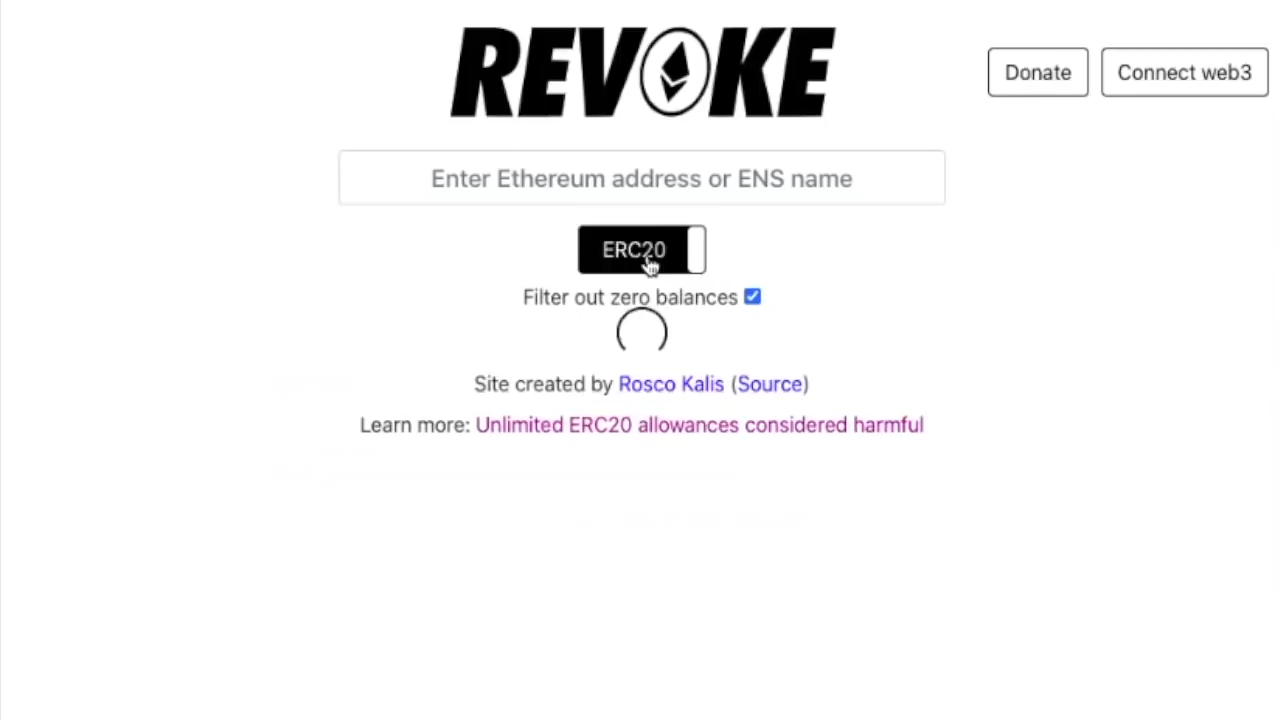 REVOKE
Donate
Connect web3
Enter Ethereum address or ENS name
ERC20
Filter out zero balances
Site created by Rosco Kalis (Source)
Learn more: Unlimited ERC20 allowances considered harmful